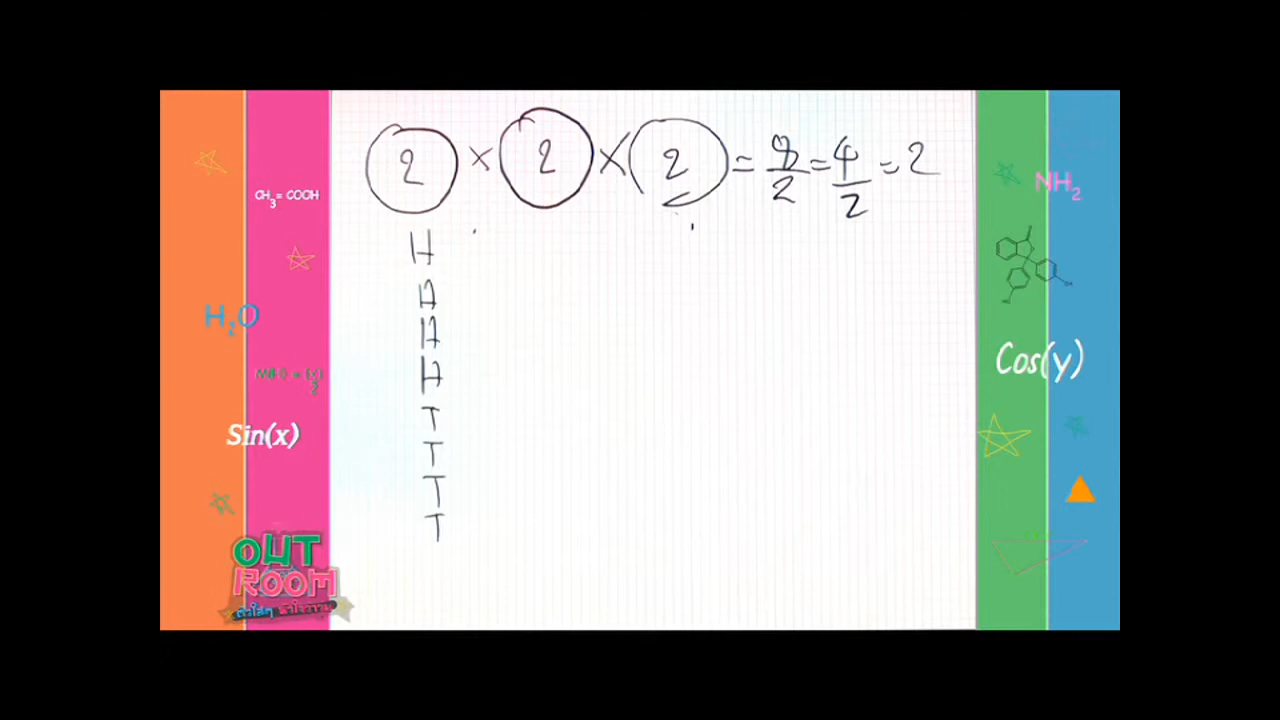 2 × 2 × 2 = 8/2 = 4/2 = 2
H
H
H
H
T
T
T
T
CH3= COOH
H2O
Sin(x)
OUT
ROOM
NH2
Cos(y)